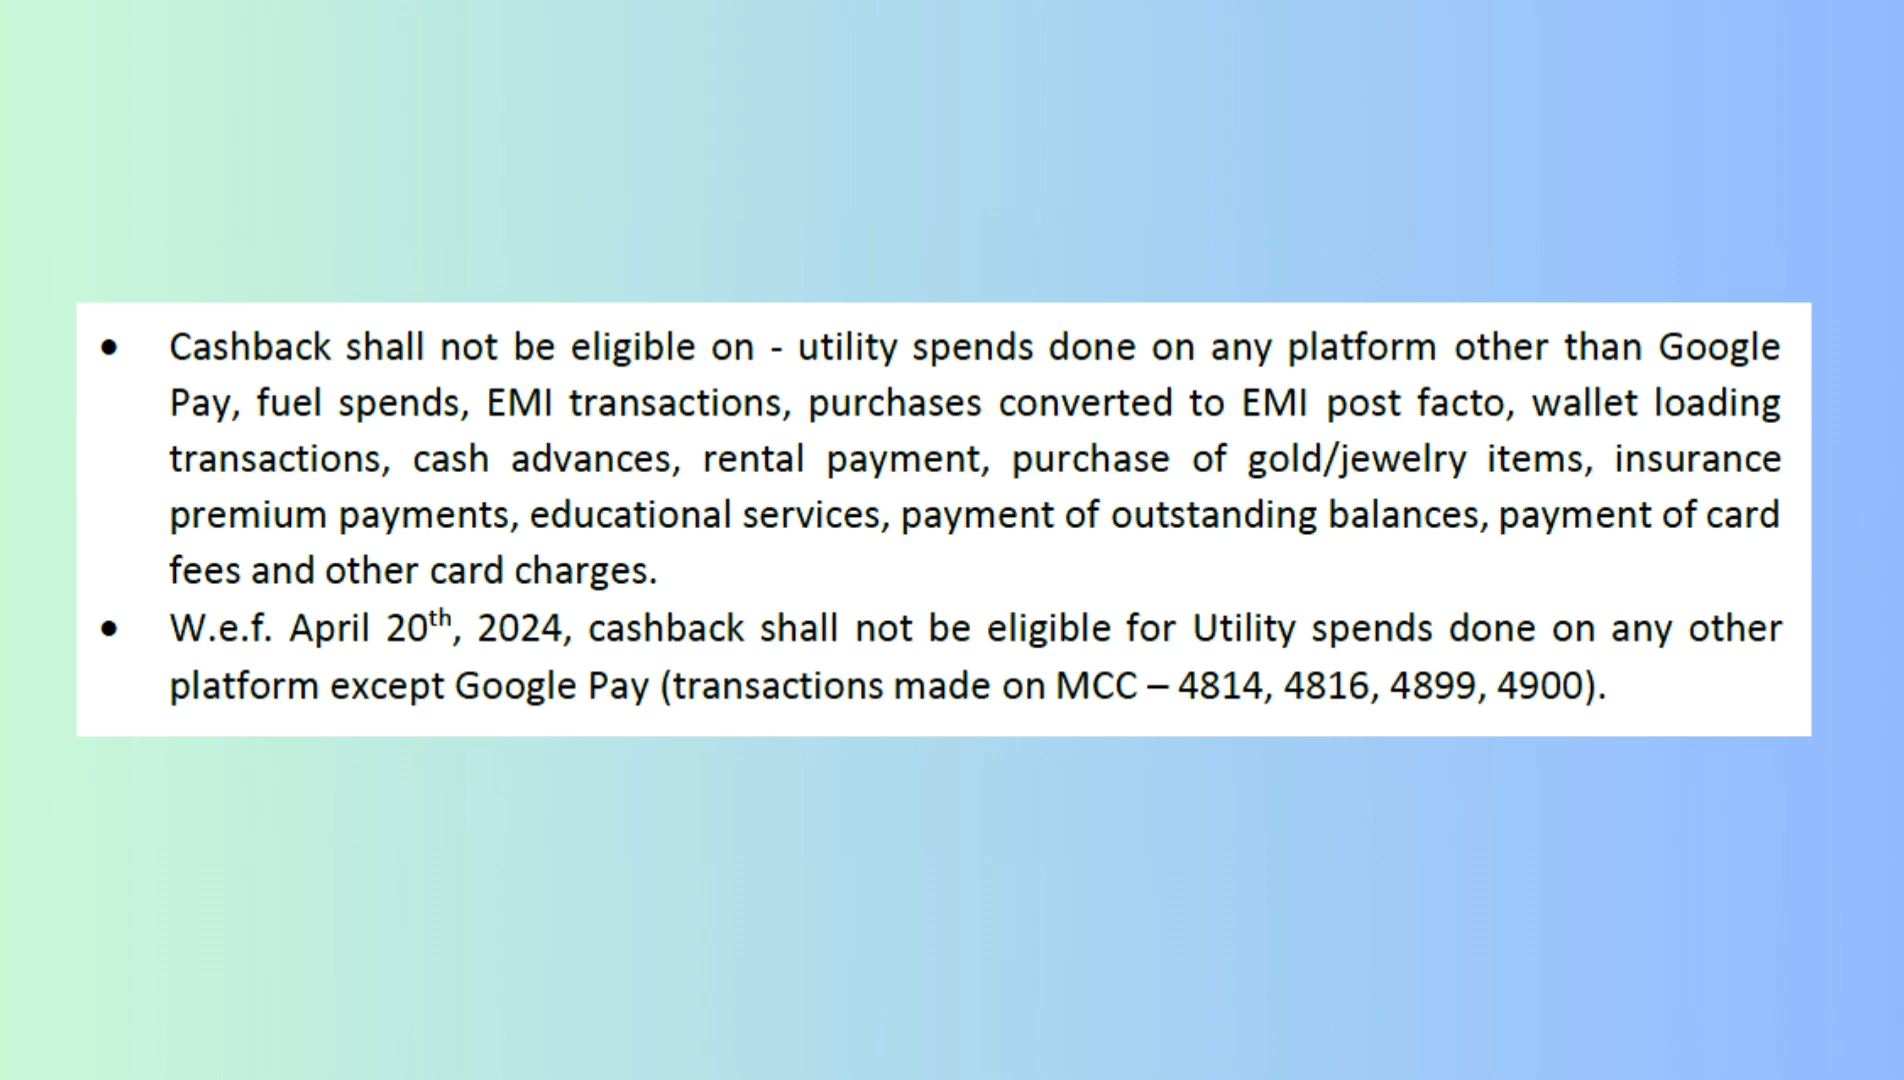 • Cashback shall not be eligible on - utility spends done on any platform other than Google
Pay, fuel spends, EMI transactions, purchases converted to EMI post facto, wallet loading
transactions, cash advances, rental payment, purchase of gold/jewelry items, insurance
premium payments, educational services, payment of outstanding balances, payment of card
fees and other card charges.
• W.e.f. April 20th, 2024, cashback shall not be eligible for Utility spends done on any other
platform except Google Pay (transactions made on MCC – 4814, 4816, 4899, 4900).